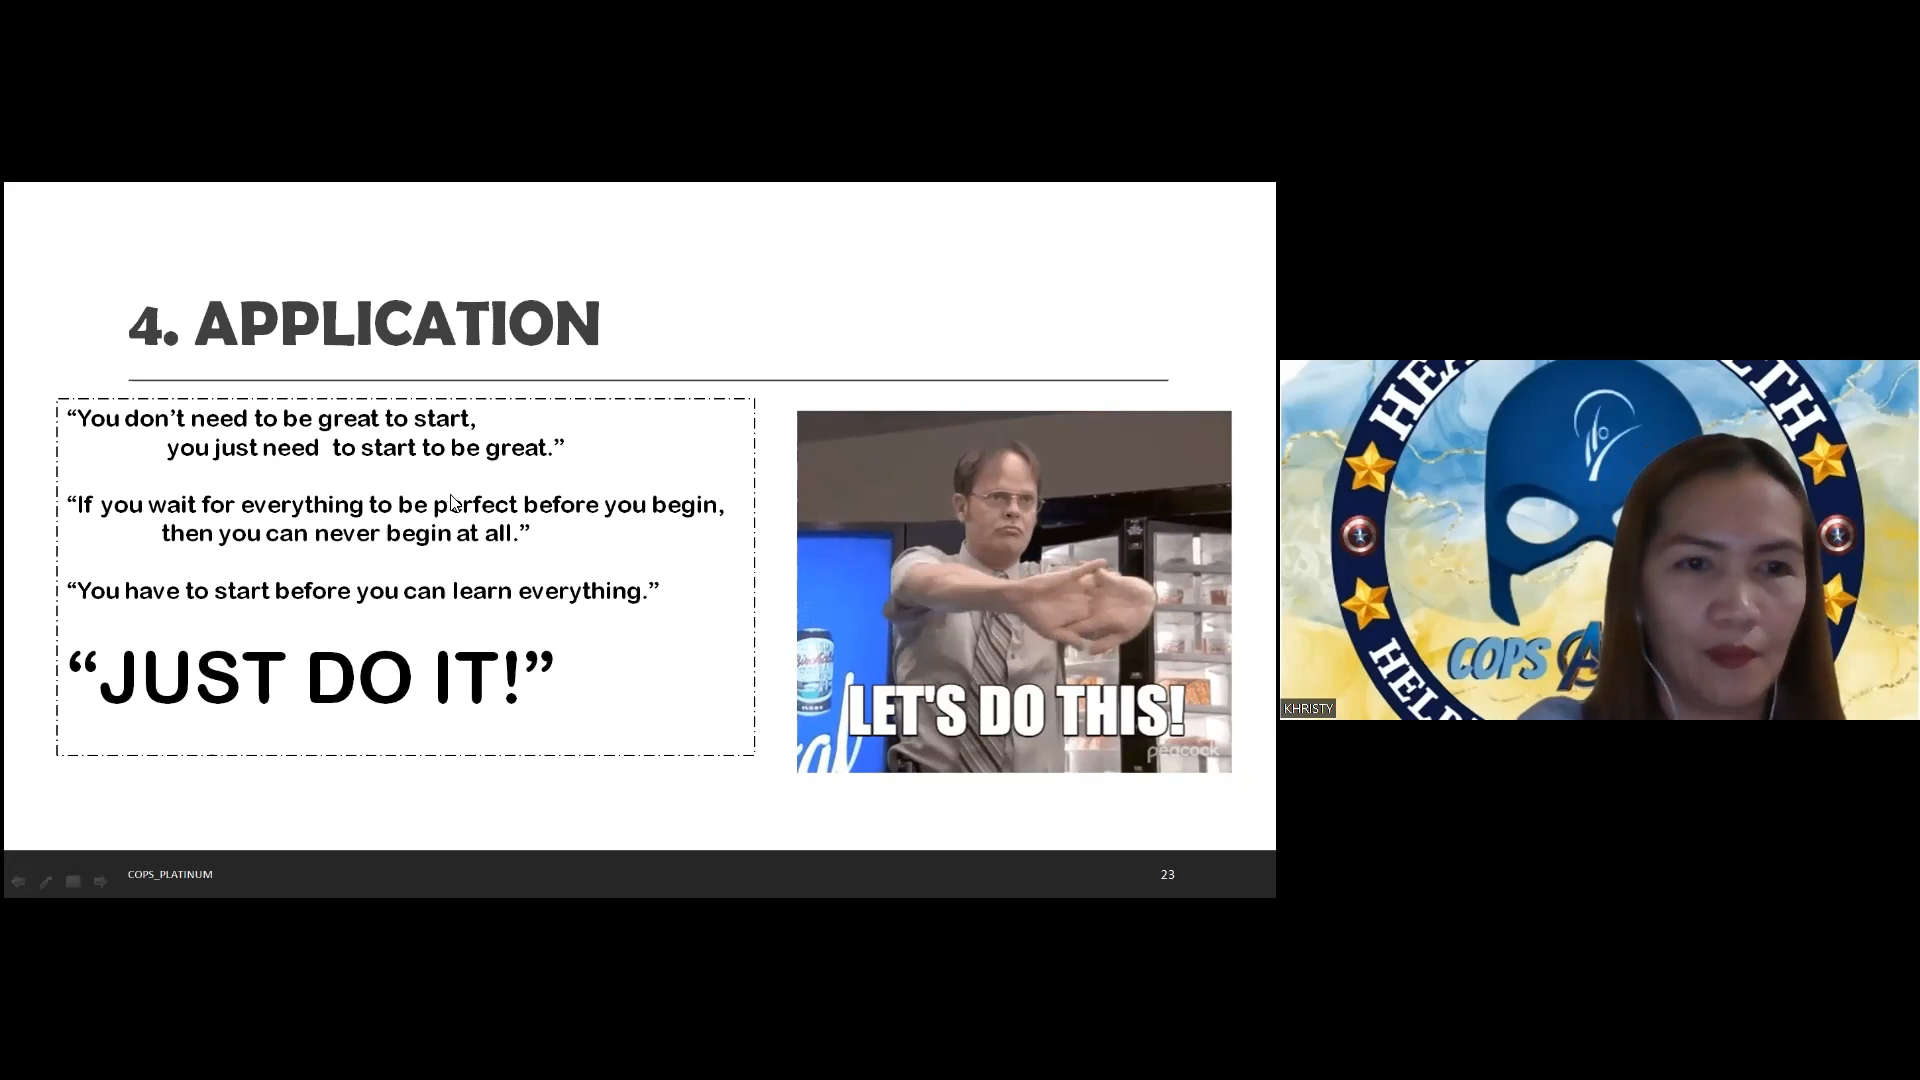 4. APPLICATION
“You don’t need to be great to start,
you just need to start to be great.”
“If you wait for everything to be perfect before you begin,
then you can never begin at all.”
“You have to start before you can learn everything.”
“JUST DO IT!”
LET'S DO THIS!
peacock
COPS_PLATINUM
23
COPS
KHRISTY